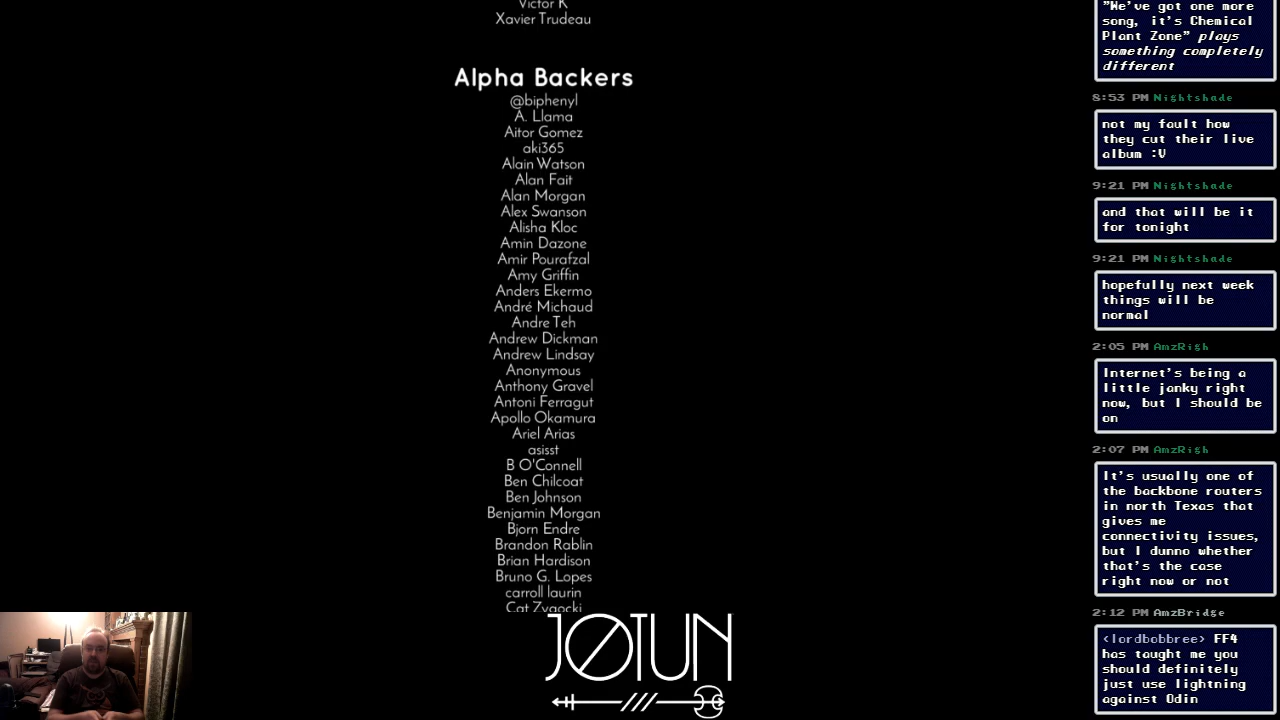 Victor K
Xavier Trudeau
Alpha Backers
@biphenyl
A. Llama
Aitor Gomez
aki365
Alain Watson
Alan Fait
Alan Morgan
Alex Swanson
Alisha Kloc
Amin Dazone
Amir Pourafzal
Amy Griffin
Anders Ekermo
André Michaud
Andre Teh
Andrew Dickman
Andrew Lindsay
Anonymous
Anthony Gravel
Antoni Ferragut
Apollo Okamura
Ariel Arias
asisst
B O'Connell
Ben Chilcoat
Ben Johnson
Benjamin Morgan
Bjorn Endre
Brandon Rablin
Brian Hardison
Bruno G. Lopes
carroll laurin
Cat Zygocki
JØTUN
"We've got one more
song, it's Chemical
Plant Zone" plays
something completely
different
8:53 PM Nightshade
not my fault how
they cut their live
album :V
9:21 PM Nightshade
and that will be it
for tonight
9:21 PM Nightshade
hopefully next week
things will be
normal
2:05 PM AmzRigh
Internet's being a
little janky right
now, but I should be
on
2:07 PM AmzRigh
It's usually one of
the backbone routers
in north Texas that
gives me
connectivity issues,
but I dunno whether
that's the case
right now or not
2:12 PM AmzBridge
<lordbobbree> FF4
has taught me you
should definitely
just use lightning
against Odin